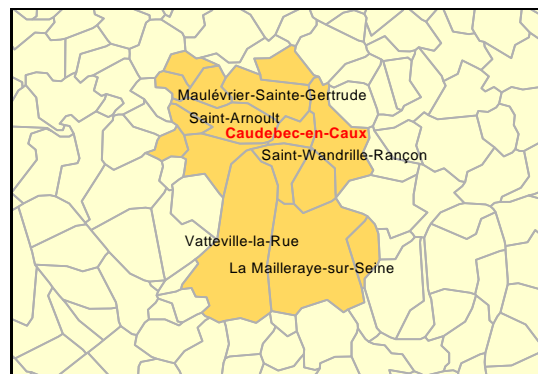 Maulévrier-Sainte-Gertrude
Saint-Arnoult
Caudebec-en-Caux
Saint-Wandrille-Rançon
Vatteville-la-Rue
La Mailleraye-sur-Seine